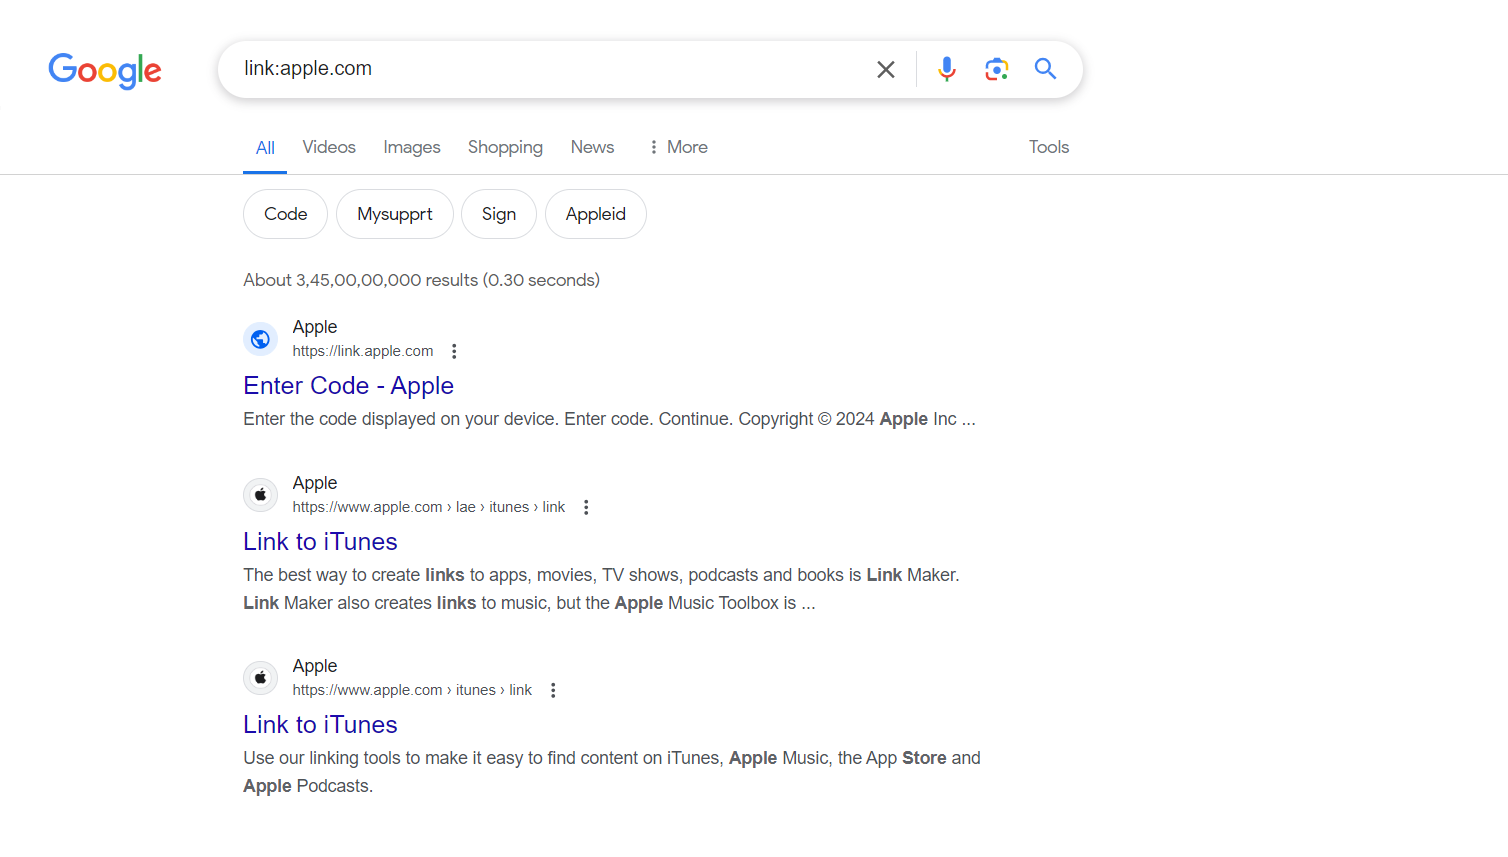 Google
link:apple.com
All Videos Images Shopping News More Tools
Code Mysupprt Sign Appleid
About 3,45,00,00,000 results (0.30 seconds)
Apple
https://link.apple.com
Enter Code - Apple
Enter the code displayed on your device. Enter code. Continue. Copyright © 2024 Apple Inc ...
Apple
https://www.apple.com › lae › itunes › link
Link to iTunes
The best way to create links to apps, movies, TV shows, podcasts and books is Link Maker.
Link Maker also creates links to music, but the Apple Music Toolbox is ...
Apple
https://www.apple.com › itunes › link
Link to iTunes
Use our linking tools to make it easy to find content on iTunes, Apple Music, the App Store and
Apple Podcasts.